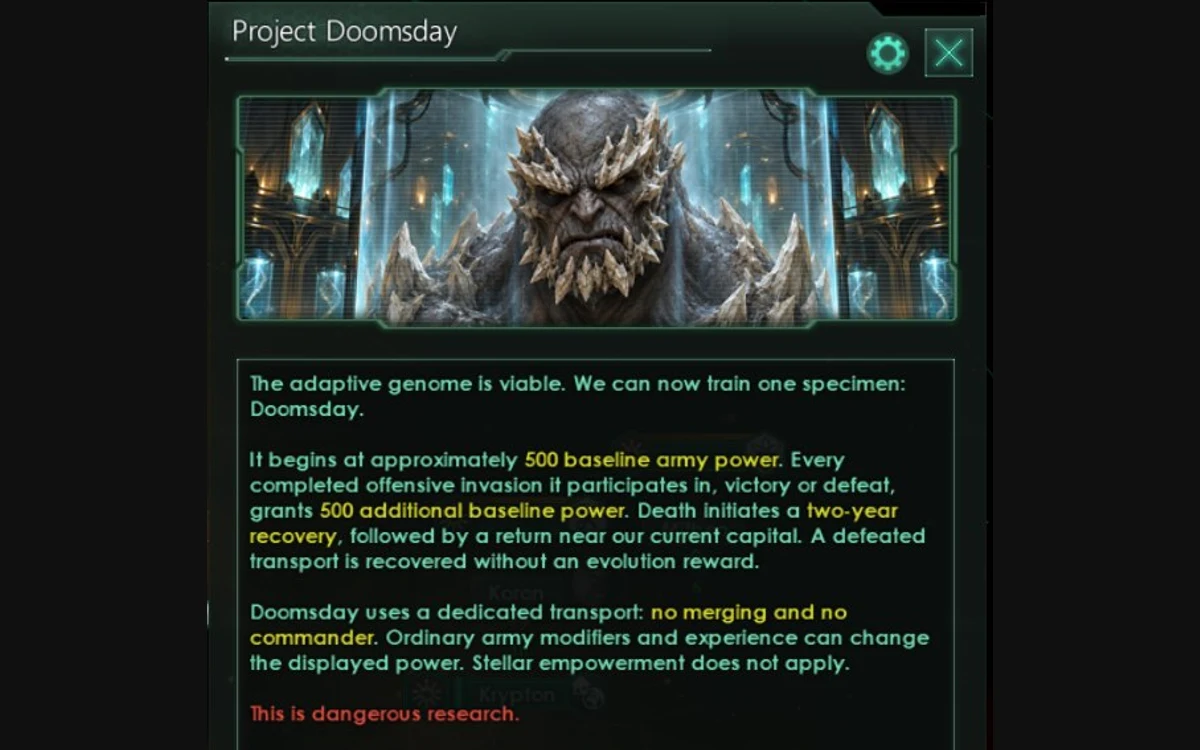 Project Doomsday
The adaptive genome is viable. We can now train one specimen:
Doomsday.
It begins at approximately 500 baseline army power. Every
completed offensive invasion it participates in, victory or defeat,
grants 500 additional baseline power. Death initiates a two-year
recovery, followed by a return near our current capital. A defeated
transport is recovered without an evolution reward.
Koran
Doomsday uses a dedicated transport: no merging and no
commander. Ordinary army modifiers and experience can change
the displayed power. Stellar empowerment does not apply.
Krypton
This is dangerous research.